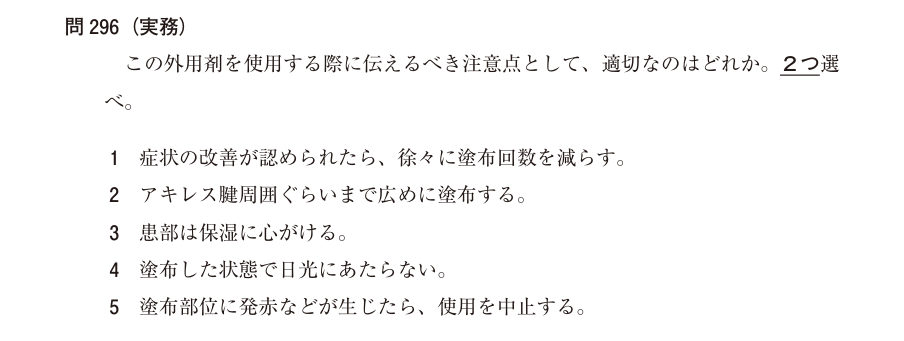 問 296(実務)
この外用剤を使用する際に伝えるべき注意点として、適切なのはどれか。2つ選
べ。
1 症状の改善が認められたら、徐々に塗布回数を減らす。
2 アキレス腱周囲ぐらいまで広めに塗布する。
3 患部は保湿に心がける。
4 塗布した状態で日光にあたらない。
5 塗布部位に発赤などが生じたら、使用を中止する。